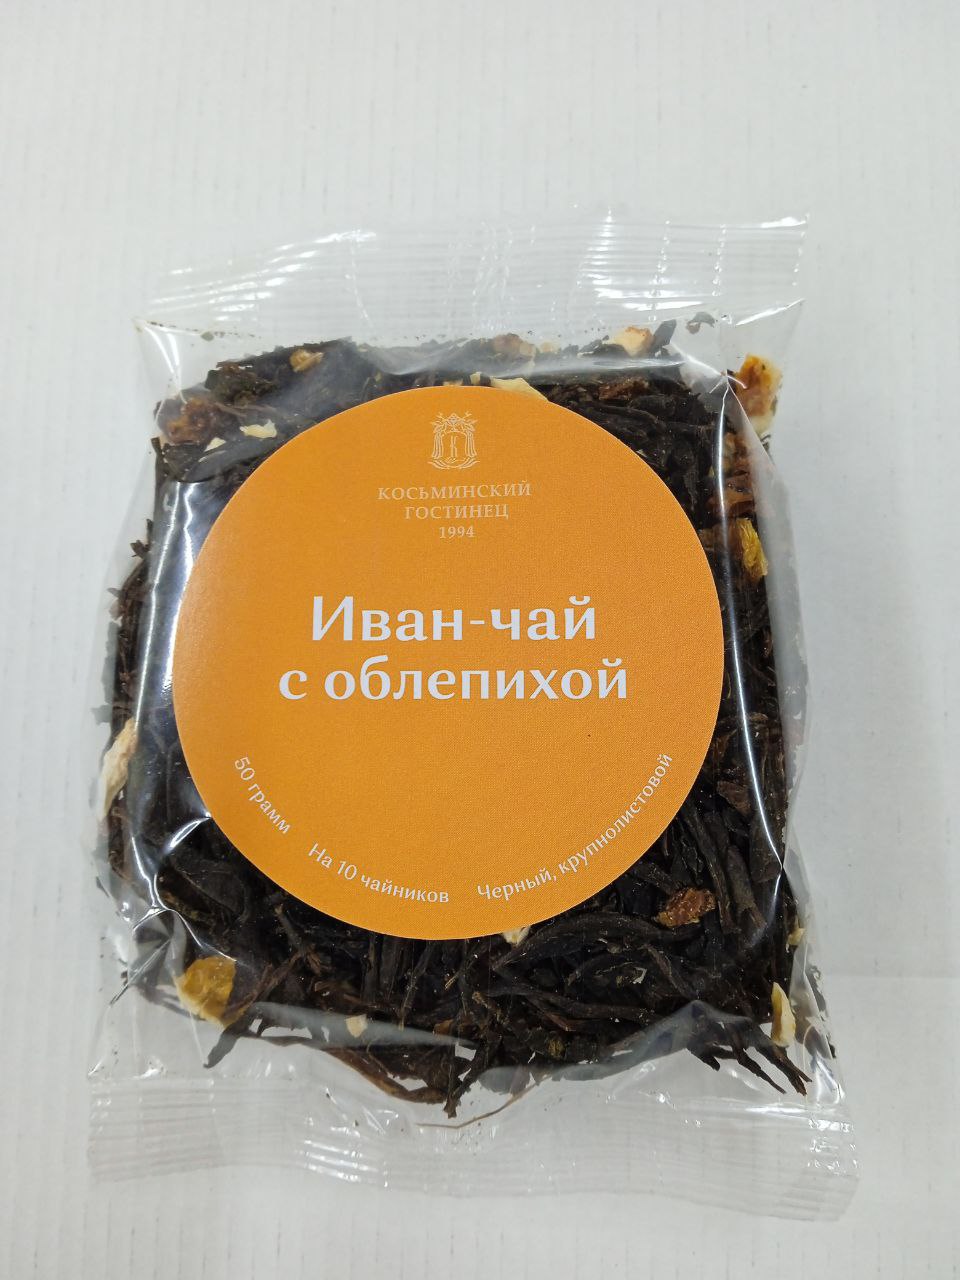 К
КОСЬМИНСКИЙ
ГОСТИНЕЦ
1994
Иван-чай
с облепихой
50 грамм
На 10 чайников
Черный, крупнолистовой